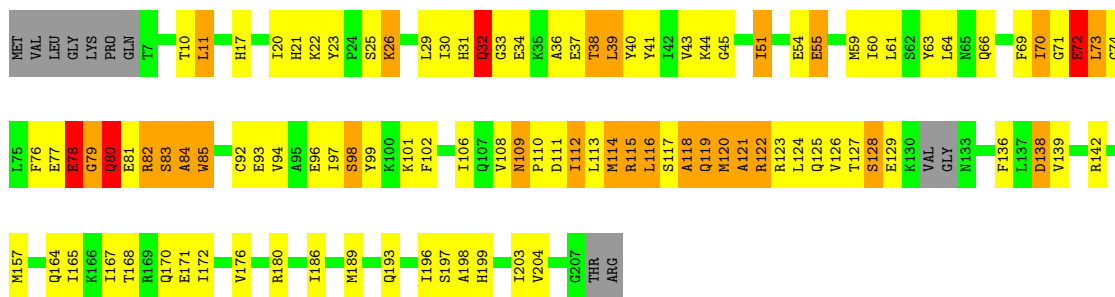 MET VAL LEU GLY LYS PRO GLN T7 T10 L11 H17 I20 H21 K22 Y23 P24 S25 K26 L29 I30 H31 Q32 G33 E34 K35 A36 E37 T38 L39 Y40 Y41 I42 V43 K44 G45 I51 E54 E55 M59 I60 L61 S62 Y63 L64 N65 Q66 F69 I70 G71 E72 L73 G74
L75 F76 E77 E78 G79 Q80 E81 R82 S83 A84 W85 C92 E93 V94 A95 E96 I97 S98 Y99 K100 K101 F102 I106 Q107 V108 N109 P110 D111 I112 L113 M114 R115 L116 S117 A118 Q119 M120 A121 R122 R123 L124 Q125 V126 T127 S128 E129 K130 VAL GLY N133 F136 L137 D138 V139 R142
M157 Q164 I165 K166 I167 T168 R169 Q170 E171 I172 V176 R180 I186 M189 Q193 I196 S197 A198 H199 I203 V204 G207 THR ARG